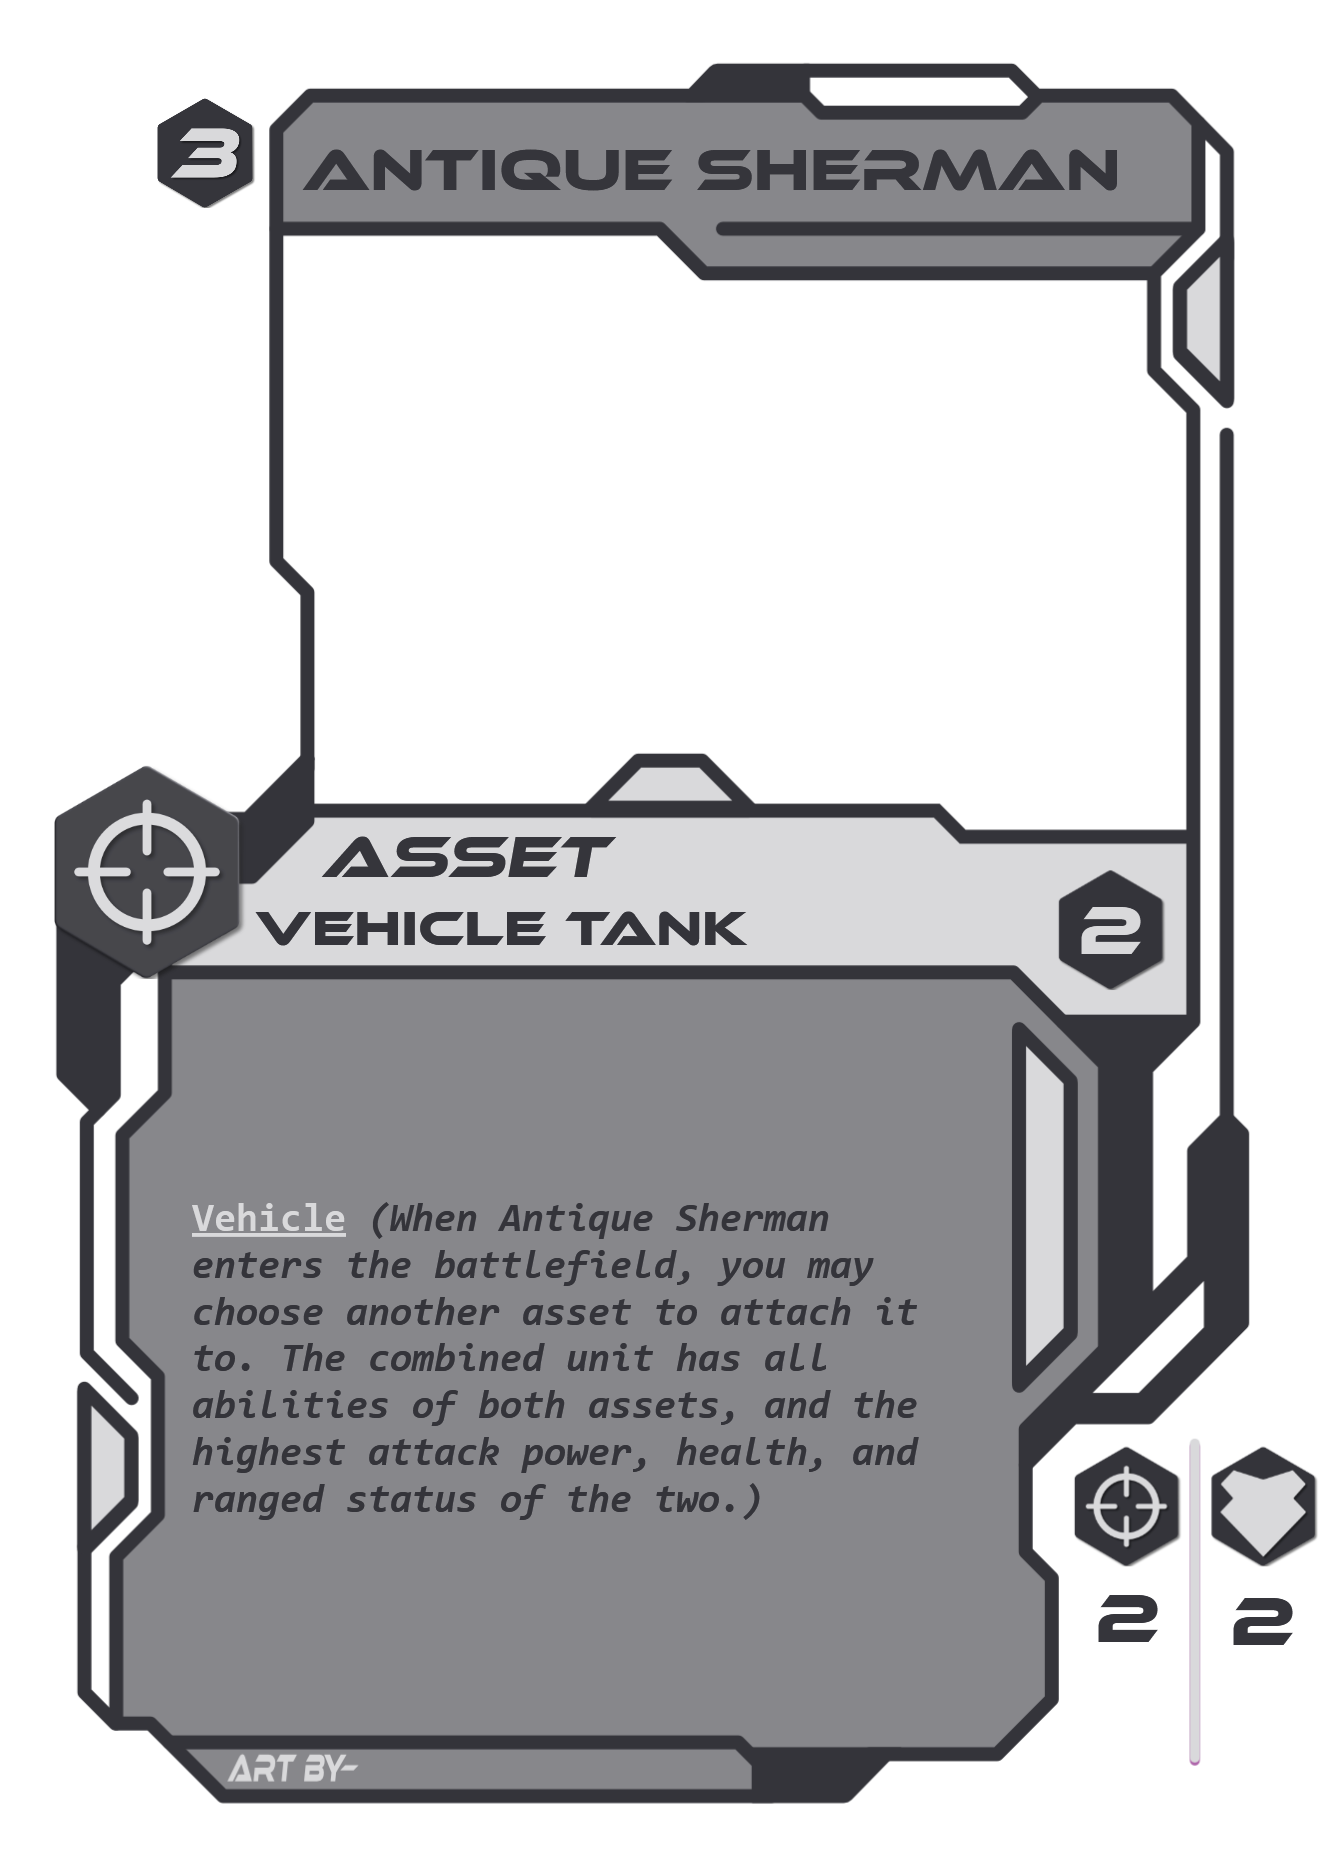 3
ANTIQUE SHERMAN
ASSET
VEHICLE TANK
2
Vehicle (When Antique Sherman
enters the battlefield, you may
choose another asset to attach it
to. The combined unit has all
abilities of both assets, and the
highest attack power, health, and
ranged status of the two.)
2
2
ART BY-